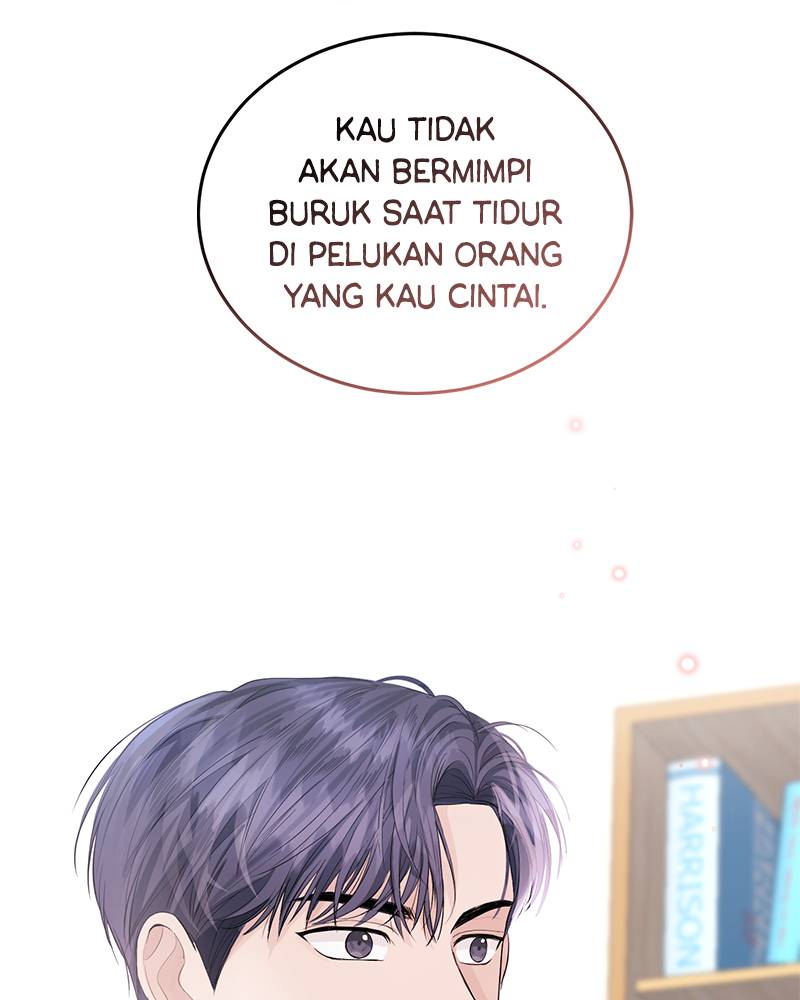 KAU TIDAK
AKAN BERMIMPI
BURUK SAAT TIDUR
DI PELUKAN ORANG
YANG KAU CINTAI.
HARRISON